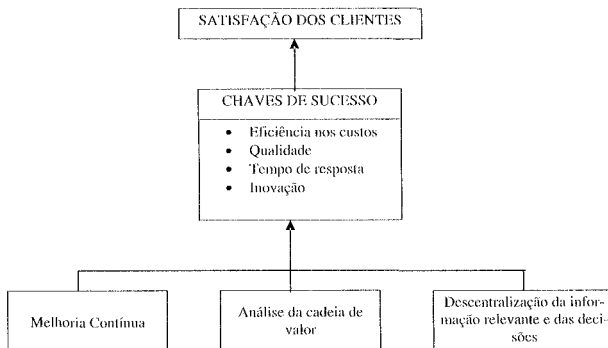 SATISFAÇÃO DOS CLIENTES
CHAVES DE SUCESSO
• Eficiência nos custos
• Qualidade
• Tempo de resposta
• Inovação
Melhoria Contínua
Análise da cadeia de
valor
Descentralização da infor-
mação relevante e das deci-
sões